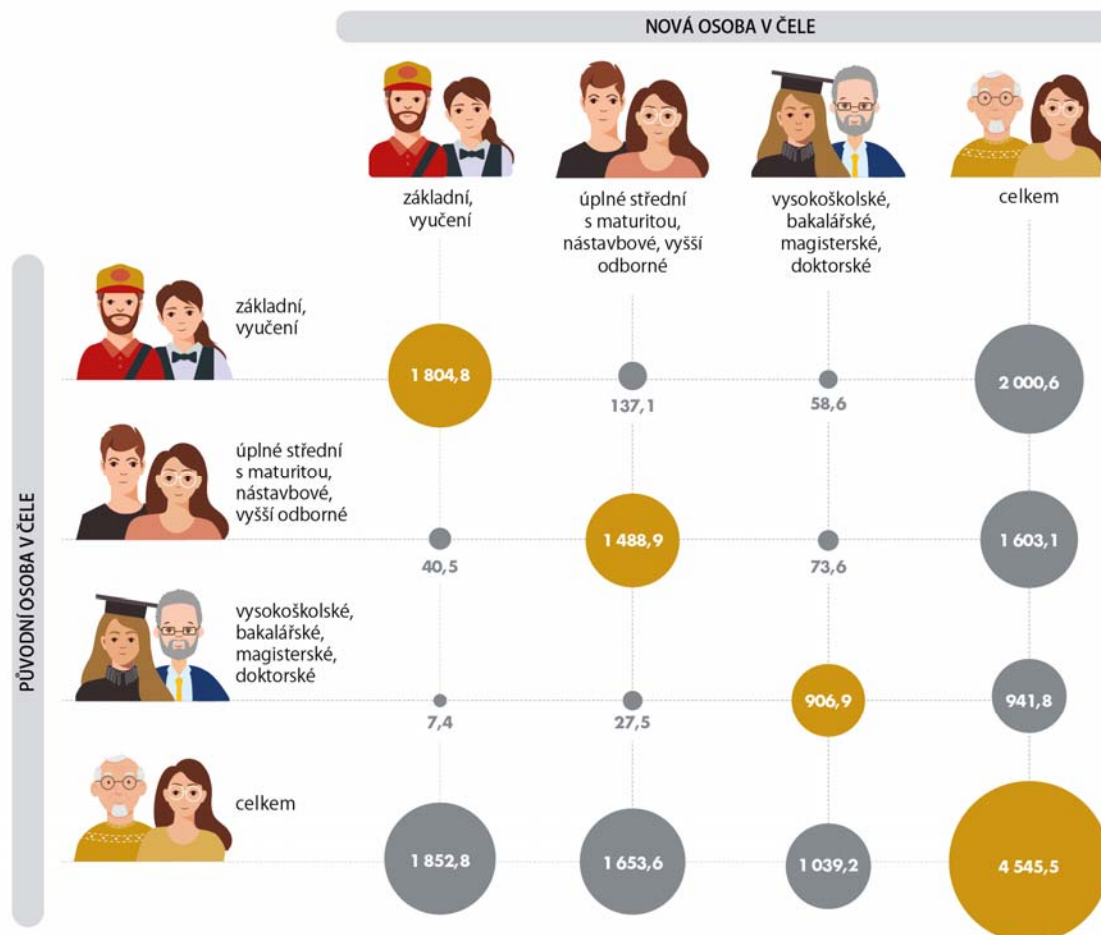 NOVÁ OSOBA V ČELE
základní,
vyučení
úplné střední
s maturitou,
nástavbové, vyšší
odborné
vysokoškolské,
bakalářské,
magisterské,
doktorské
celkem
PŮVODNÍ OSOBA V ČELE
základní,
vyučení
1 804,8
137,1
58,6
2 000,6
úplné střední
s maturitou,
nástavbové,
vyšší odborné
40,5
1 488,9
73,6
1 603,1
vysokoškolské,
bakalářské,
magisterské,
doktorské
7,4
27,5
906,9
941,8
celkem
1 852,8
1 653,6
1 039,2
4 545,5